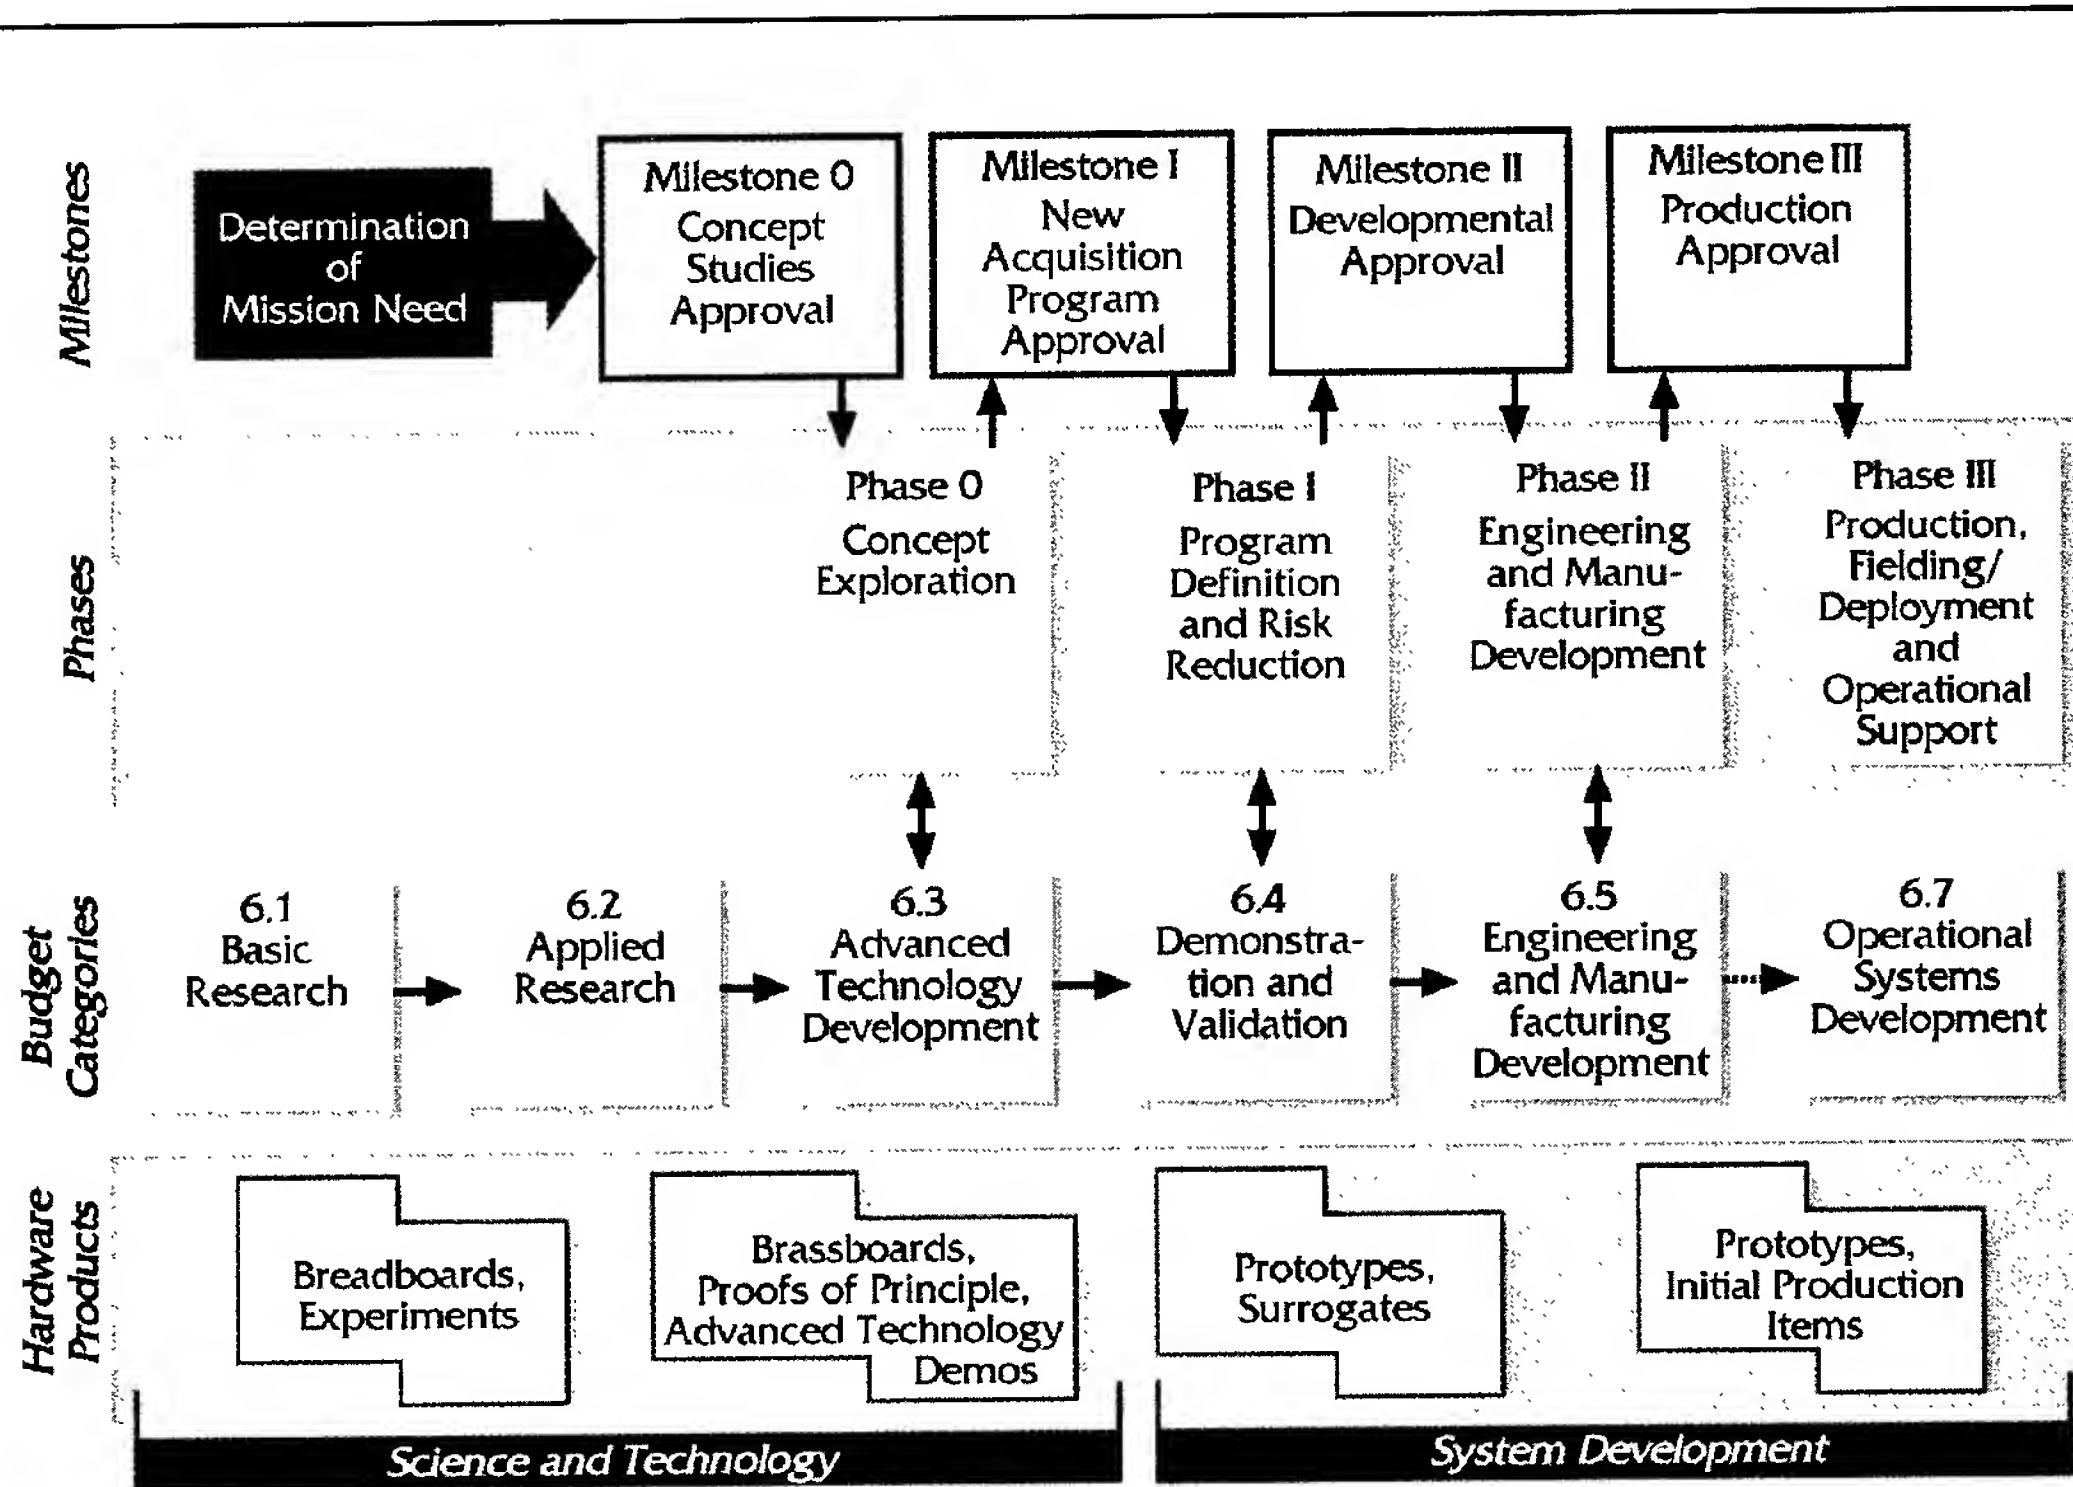 Milestones
Determination
of
Mission Need
Milestone 0
Concept
Studies
Approval
Milestone I
New
Acquisition
Program
Approval
Milestone II
Developmental
Approval
Milestone III
Production
Approval
Phases
Phase 0
Concept
Exploration
Phase I
Program
Definition
and Risk
Reduction
Phase II
Engineering
and Manu-
facturing
Development
Phase III
Production,
Fielding/
Deployment
and
Operational
Support
Budget
Categories
6.1
Basic
Research
6.2
Applied
Research
6.3
Advanced
Technology
Development
6.4
Demonstra-
tion and
Validation
6.5
Engineering
and Manu-
facturing
Development
6.7
Operational
Systems
Development
Hardware
Products
Breadboards,
Experiments
Brassboards,
Proofs of Principle,
Advanced Technology
Demos
Prototypes,
Surrogates
Prototypes,
Initial Production
Items
Science and Technology
System Development